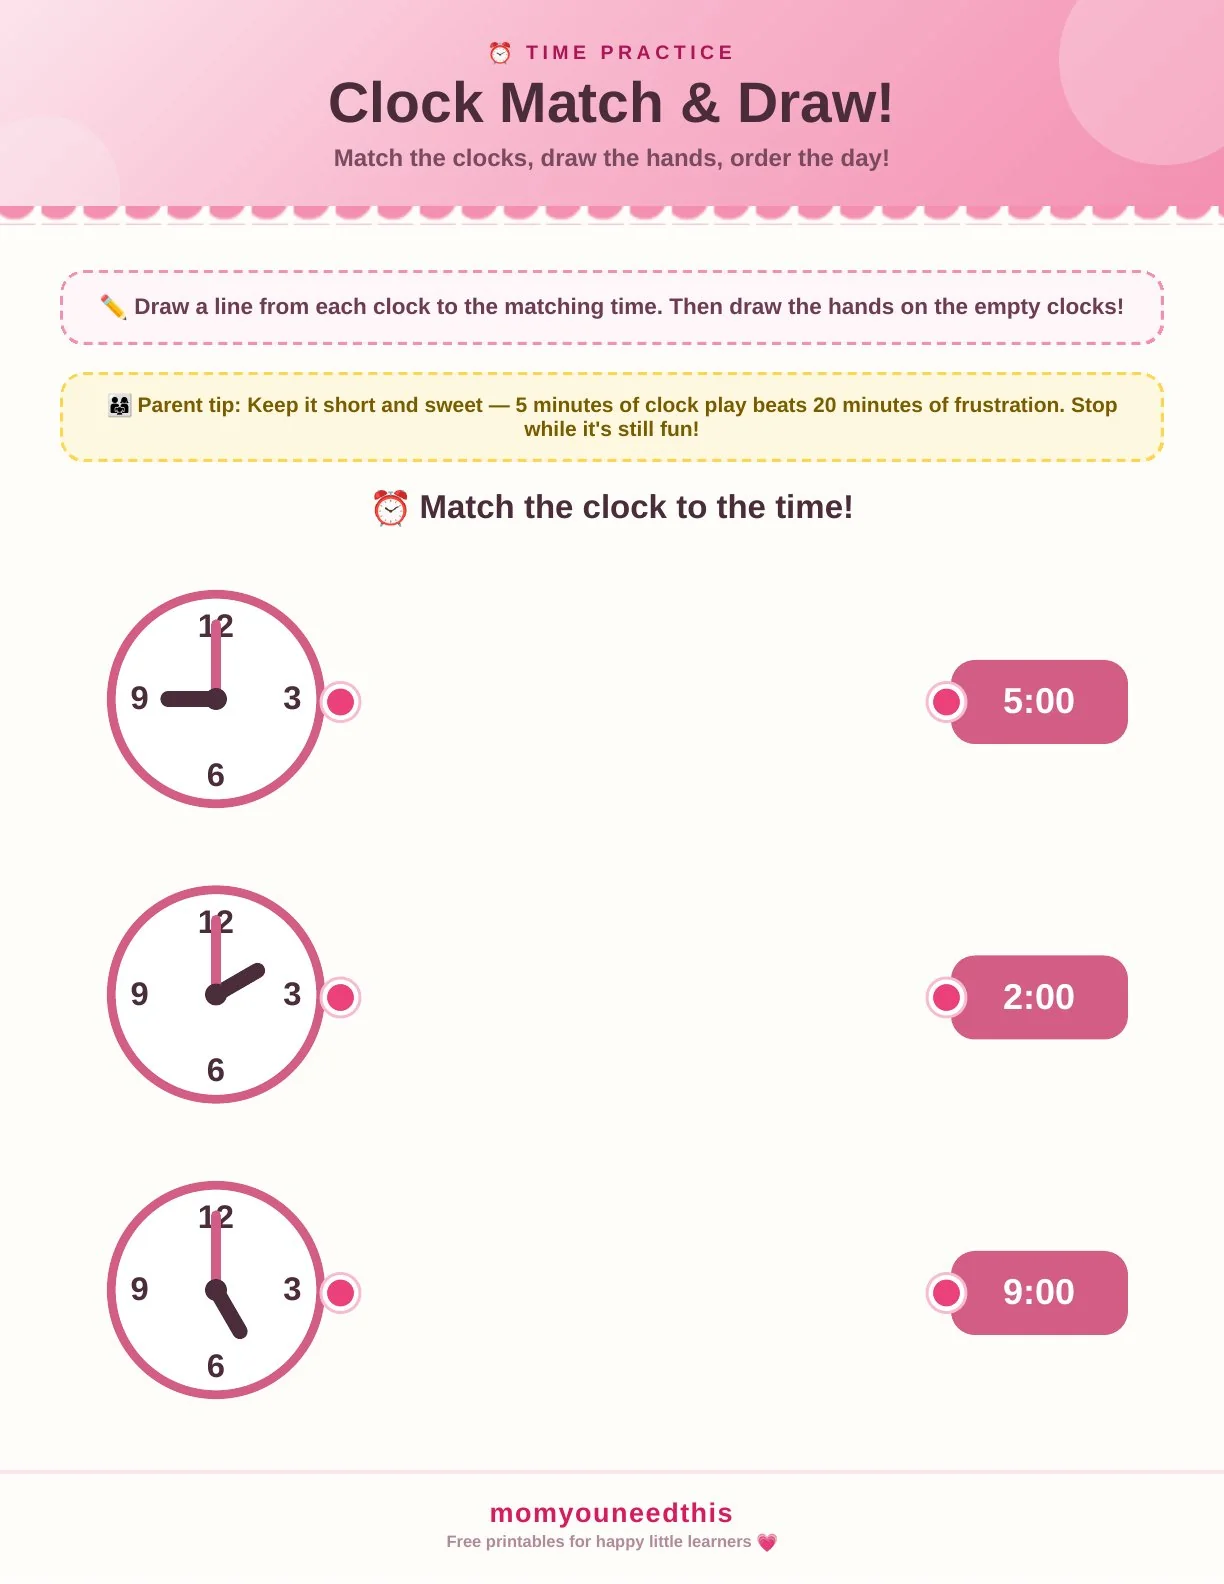 ⏰ TIME PRACTICE
Clock Match & Draw!
Match the clocks, draw the hands, order the day!
✏️ Draw a line from each clock to the matching time. Then draw the hands on the empty clocks!
👨‍👩‍👧‍👦 Parent tip: Keep it short and sweet — 5 minutes of clock play beats 20 minutes of frustration. Stop
while it's still fun!
⏰ Match the clock to the time!
12
9 3
6
5:00
12
9 3
6
2:00
12
9 3
6
9:00
momyouneedthis
Free printables for happy little learners 💗